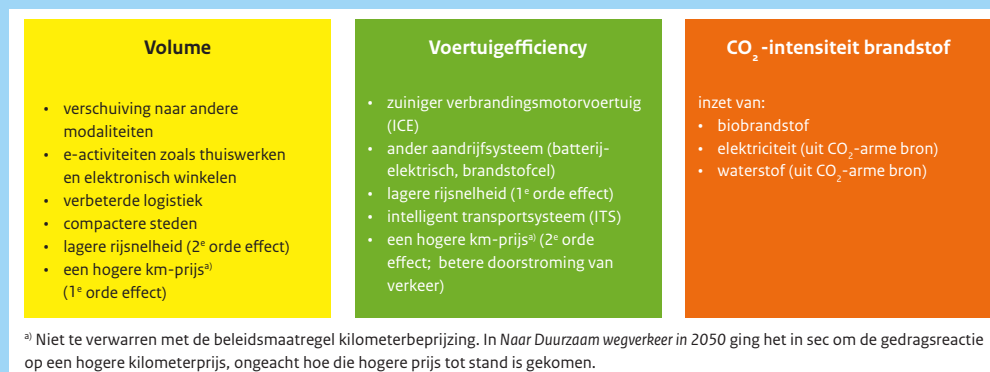 Volume
• verschuiving naar andere
modaliteiten
• e-activiteiten zoals thuiswerken
en elektronisch winkelen
• verbeterde logistiek
• compactere steden
• lagere rijsnelheid (2e orde effect)
• een hogere km-prijsa)
(1e orde effect)
Voertuigefficiency
• zuiniger verbrandingsmotorvoertuig
(ICE)
• ander aandrijfsysteem (batterij-
elektrisch, brandstofcel)
• lagere rijsnelheid (1e orde effect)
• intelligent transportsysteem (ITS)
• een hogere km-prijsa) (2e orde
effect; betere doorstroming van
verkeer)
CO2-intensiteit brandstof
inzet van:
• biobrandstof
• elektriciteit (uit CO2-arme bron)
• waterstof (uit CO2-arme bron)
a) Niet te verwarren met de beleidsmaatregel kilometerbeprijzing. In Naar Duurzaam wegverkeer in 2050 ging het in sec om de gedragsreactie
op een hogere kilometerprijs, ongeacht hoe die hogere prijs tot stand is gekomen.